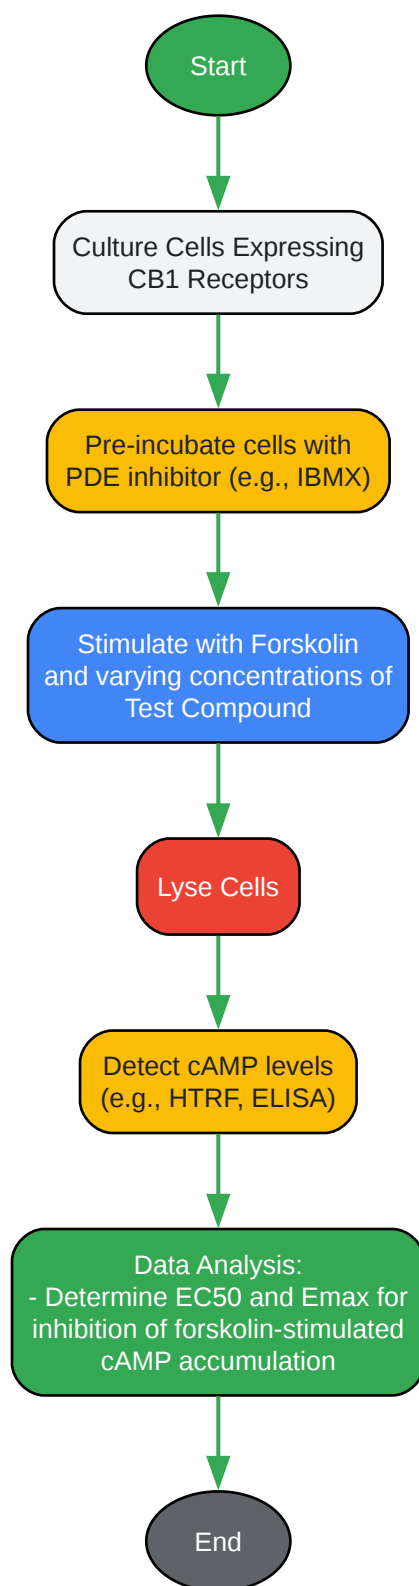 Start
Culture Cells Expressing
CB1 Receptors
Pre-incubate cells with
PDE inhibitor (e.g., IBMX)
Stimulate with Forskolin
and varying concentrations of
Test Compound
Lyse Cells
Detect cAMP levels
(e.g., HTRF, ELISA)
Data Analysis:
- Determine EC50 and Emax for
inhibition of forskolin-stimulated
cAMP accumulation
End